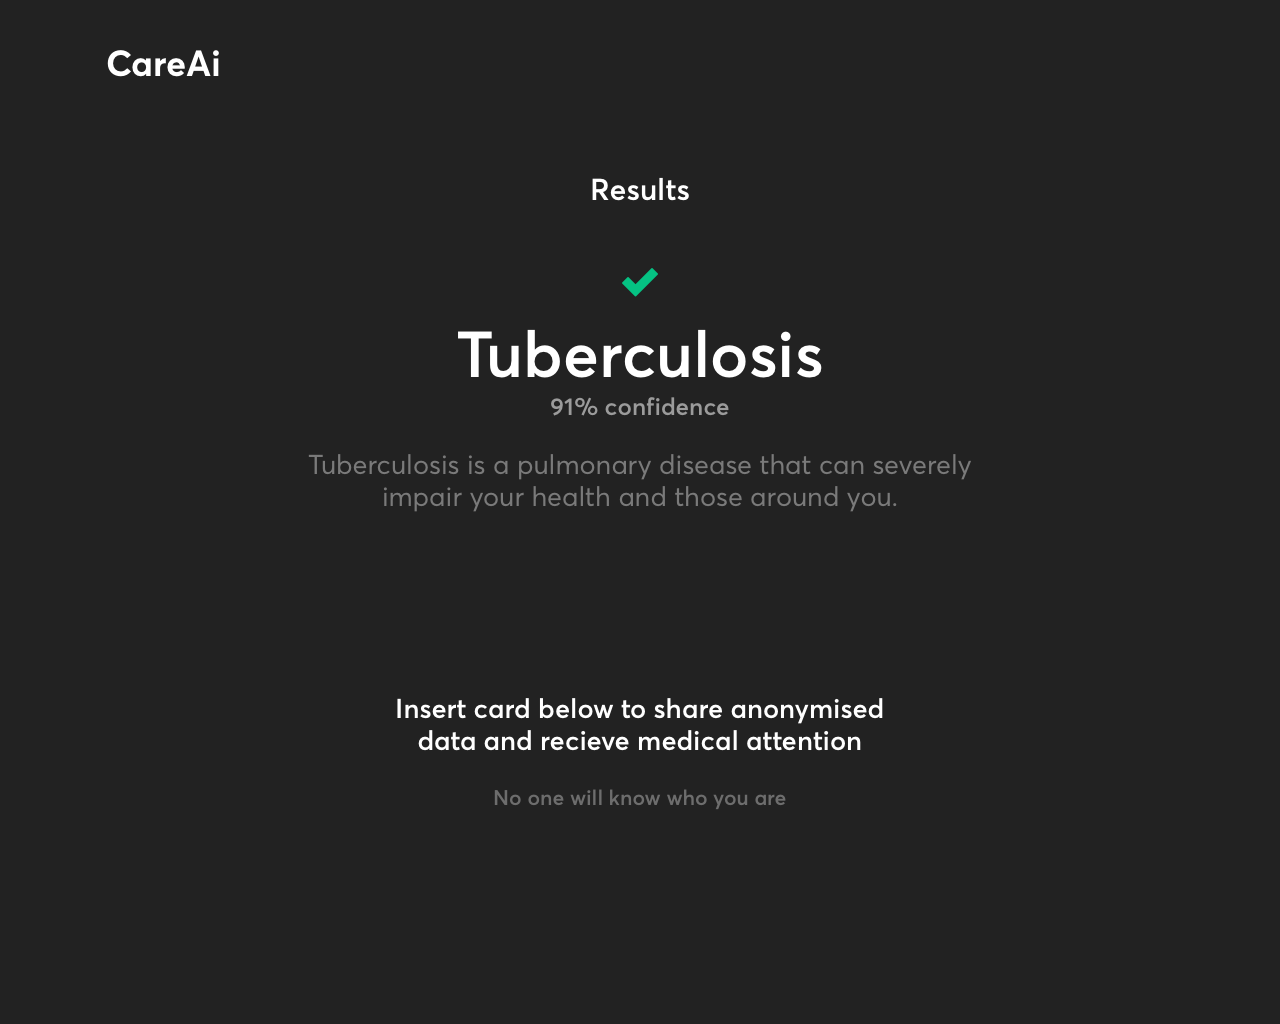 CareAi
Results
Tuberculosis
91% confidence
Tuberculosis is a pulmonary disease that can severely
impair your health and those around you.
Insert card below to share anonymised
data and recieve medical attention
No one will know who you are